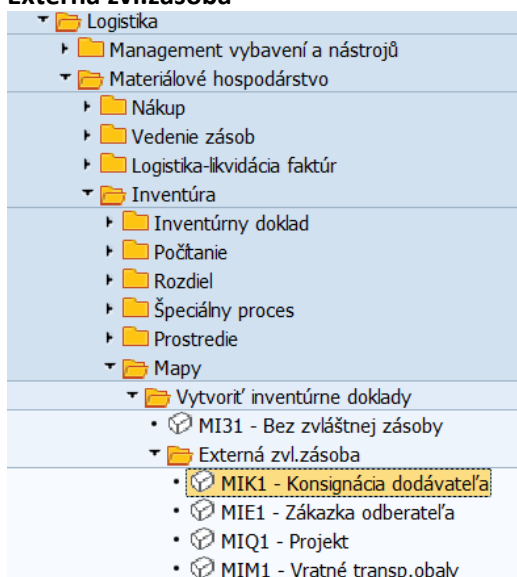 Externá zvl.zásoba
Logistika
Management vybavení a nástrojů
Materiálové hospodárstvo
Nákup
Vedenie zásob
Logistika-likvidácia faktúr
Inventúra
Inventúrny doklad
Počítanie
Rozdiel
Špeciálny proces
Prostredie
Mapy
Vytvoriť inventúrne doklady
MI31 - Bez zvláštnej zásoby
Externá zvl.zásoba
MIK1 - Konsignácia dodávateľa
MIE1 - Zákazka odberateľa
MIQ1 - Projekt
MIM1 - Vratné transp.obaly